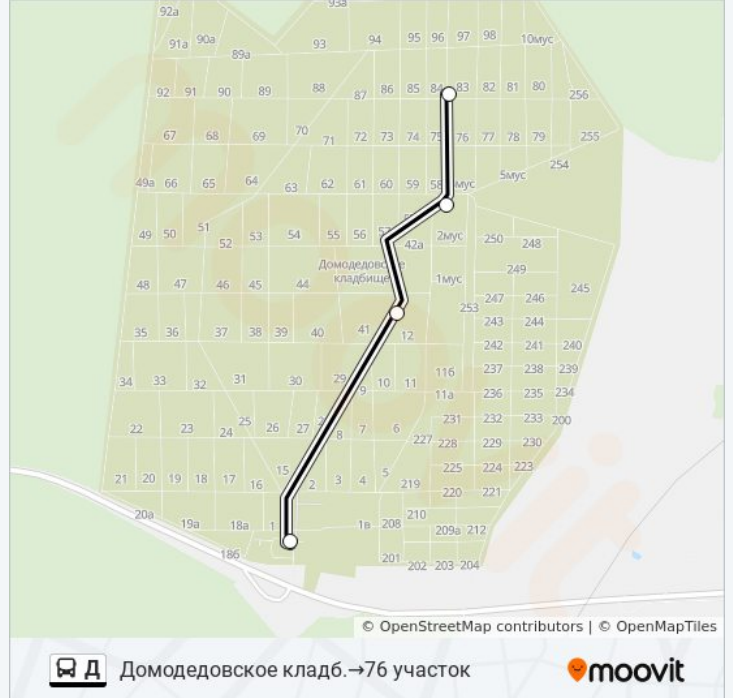 93а
92а
91а 90а 93 94 95 96 97 98 10мус
89а
92 91 90 89 88 87 86 85 84 83 82 81 80 256
67 68 69 70 71 72 73 74 75 76 77 78 79 255
254
49а 66 65 64 63 62 61 60 59 58 мус 5мус
49 50 51 52 53 54 55 56 57 42а 2мус 250 248
Домодедовское
кладбище
249
48 47 46 45 44 1мус 253 247 246 245
243 244
35 36 37 38 39 40 41 12 242 241 240
34 33 32 31 30 29 9 10 11 11б 237 238 239
11а 236 235 234
22 23 24 25 26 27 8 7 6 231 232 233 200
227 228 229 230
21 20 19 18 17 16 15 2 3 4 5 219 225 224 223
220 221
20а 19а 18а 1 1в 208 210 209а 212
18б 201 202 203 204
© OpenStreetMap contributors | © OpenMapTiles
Д Домодедовское кладб.→76 участок
moovit